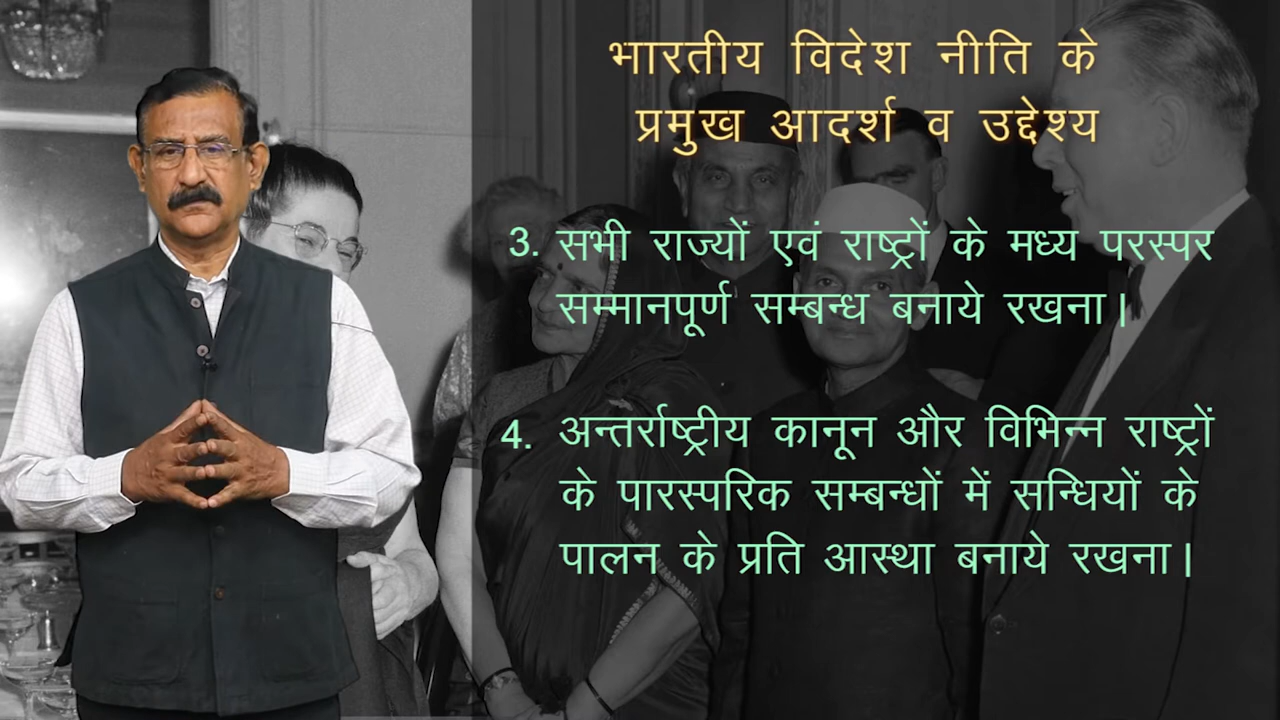 भारतीय विदेश नीति के
प्रमुख आदर्श व उद्देश्य
3. सभी राज्यों एवं राष्ट्रों के मध्य परस्पर
सम्मानपूर्ण सम्बन्ध बनाये रखना।
4. अन्तर्राष्ट्रीय कानून और विभिन्न राष्ट्रों
के पारस्परिक सम्बन्धों में सन्धियों के
पालन के प्रति आस्था बनाये रखना।